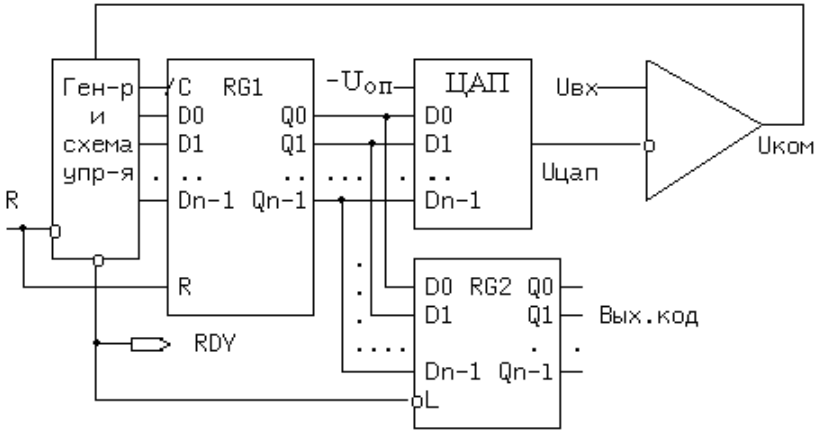 Ген-р
и
схема
упр-я
R
C RG1
D0 Q0
D1 Q1
. .. .. ... . ..
Dn-1 Qn-1
R
-Uоп
ЦАП
D0
D1
Dn-1
Uвх
Uцап
Uком
D0 RG2 Q0
D1 Q1
Вых.код
.... . .
Dn-1 Qn-1
L
RDY